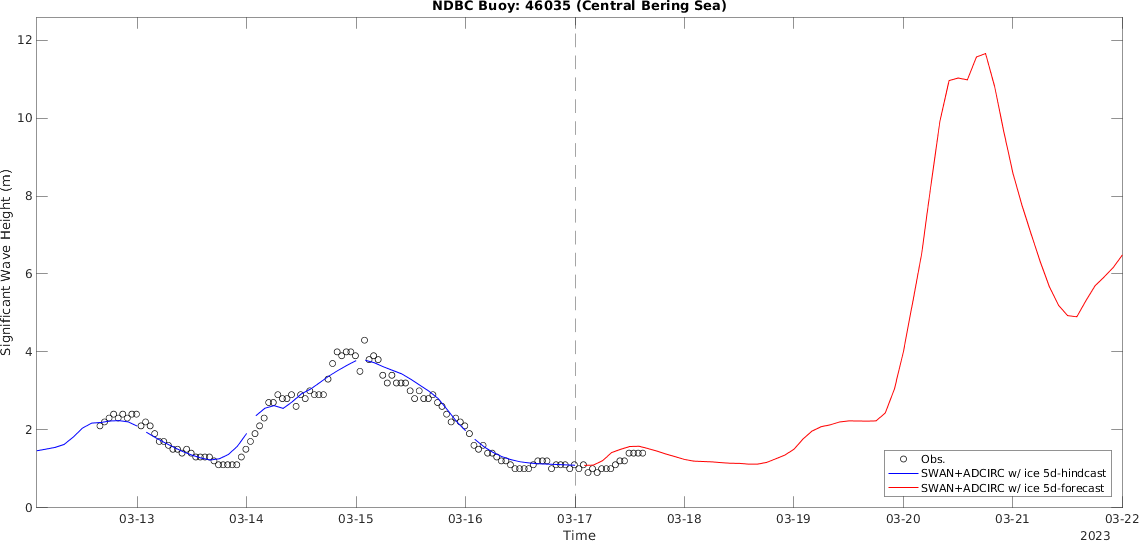 NDBC Buoy: 46035 (Central Bering Sea)
12
10
8
6
4
2
0
Significant Wave Height (m)
Obs.
SWAN+ADCIRC w/ ice 5d-hindcast
SWAN+ADCIRC w/ ice 5d-forecast
03-13 03-14 03-15 03-16 03-17 03-18 03-19 03-20 03-21 03-22
Time
2023